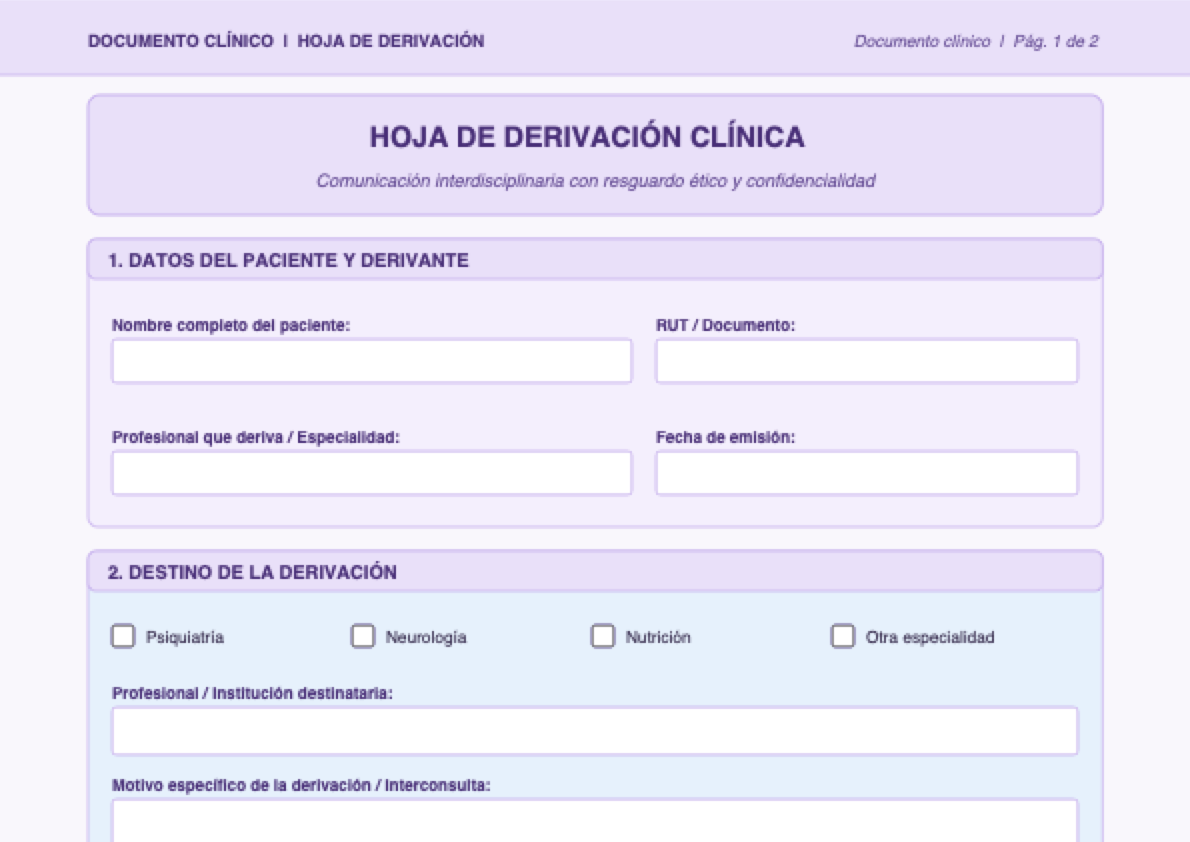 DOCUMENTO CLÍNICO | HOJA DE DERIVACIÓN
Documento clínico | Pág. 1 de 2
HOJA DE DERIVACIÓN CLÍNICA
Comunicación interdisciplinaria con resguardo ético y confidencialidad
1. DATOS DEL PACIENTE Y DERIVANTE
Nombre completo del paciente: RUT / Documento:
Profesional que deriva / Especialidad: Fecha de emisión:
2. DESTINO DE LA DERIVACIÓN
Psiquiatría Neurología Nutrición Otra especialidad
Profesional / Institución destinataria:
Motivo específico de la derivación / Interconsulta: